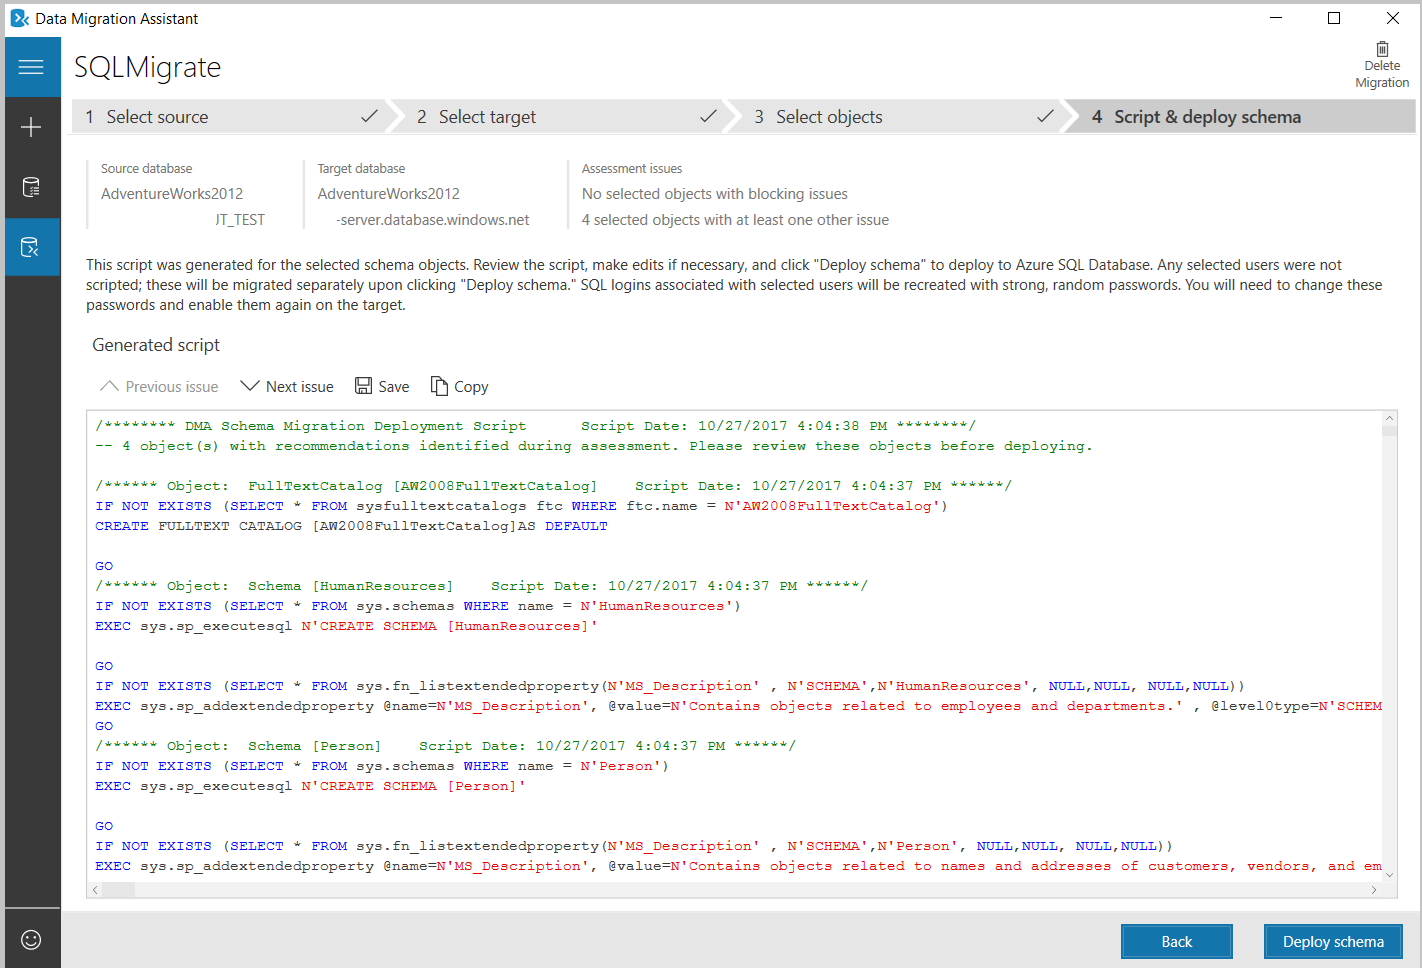 Data Migration Assistant
SQLMigrate
Delete
Migration
1 Select source
2 Select target
3 Select objects
4 Script & deploy schema
Source database
AdventureWorks2012
JT_TEST
Target database
AdventureWorks2012
-server.database.windows.net
Assessment issues
No selected objects with blocking issues
4 selected objects with at least one other issue
This script was generated for the selected schema objects. Review the script, make edits if necessary, and click "Deploy schema" to deploy to Azure SQL Database. Any selected users were not
scripted; these will be migrated separately upon clicking "Deploy schema." SQL logins associated with selected users will be recreated with strong, random passwords. You will need to change these
passwords and enable them again on the target.
Generated script
Previous issue
Next issue
Save
Copy
/******** DMA Schema Migration Deployment Script      Script Date: 10/27/2017 4:04:38 PM ********/
-- 4 object(s) with recommendations identified during assessment. Please review these objects before deploying.
/****** Object:  FullTextCatalog [AW2008FullTextCatalog]    Script Date: 10/27/2017 4:04:37 PM ******/
IF NOT EXISTS (SELECT * FROM sysfulltextcatalogs ftc WHERE ftc.name = N'AW2008FullTextCatalog')
CREATE FULLTEXT CATALOG [AW2008FullTextCatalog]AS DEFAULT
GO
/****** Object:  Schema [HumanResources]    Script Date: 10/27/2017 4:04:37 PM ******/
IF NOT EXISTS (SELECT * FROM sys.schemas WHERE name = N'HumanResources')
EXEC sys.sp_executesql N'CREATE SCHEMA [HumanResources]'
GO
IF NOT EXISTS (SELECT * FROM sys.fn_listextendedproperty(N'MS_Description' , N'SCHEMA',N'HumanResources', NULL,NULL, NULL,NULL))
EXEC sys.sp_addextendedproperty @name=N'MS_Description', @value=N'Contains objects related to employees and departments.' , @level0type=N'SCHEM
GO
/****** Object:  Schema [Person]    Script Date: 10/27/2017 4:04:37 PM ******/
IF NOT EXISTS (SELECT * FROM sys.schemas WHERE name = N'Person')
EXEC sys.sp_executesql N'CREATE SCHEMA [Person]'
GO
IF NOT EXISTS (SELECT * FROM sys.fn_listextendedproperty(N'MS_Description' , N'SCHEMA',N'Person', NULL,NULL, NULL,NULL))
EXEC sys.sp_addextendedproperty @name=N'MS_Description', @value=N'Contains objects related to names and addresses of customers, vendors, and em
Back
Deploy schema